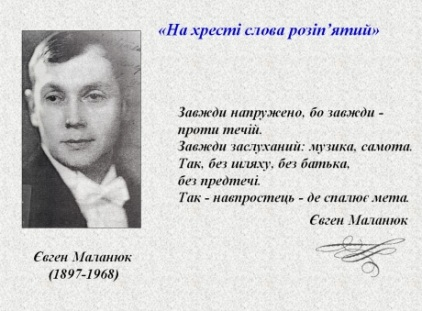 «На хресті слова розіп’ятий»
Завжди напружено, бо завжди -
проти течій.
Завжди заслуханий: музика, самота.
Так, без шляху, без батька,
без предтечі.
Так - навпростець - де спалює мета.
Євген Маланюк
Євген Маланюк
(1897-1968)